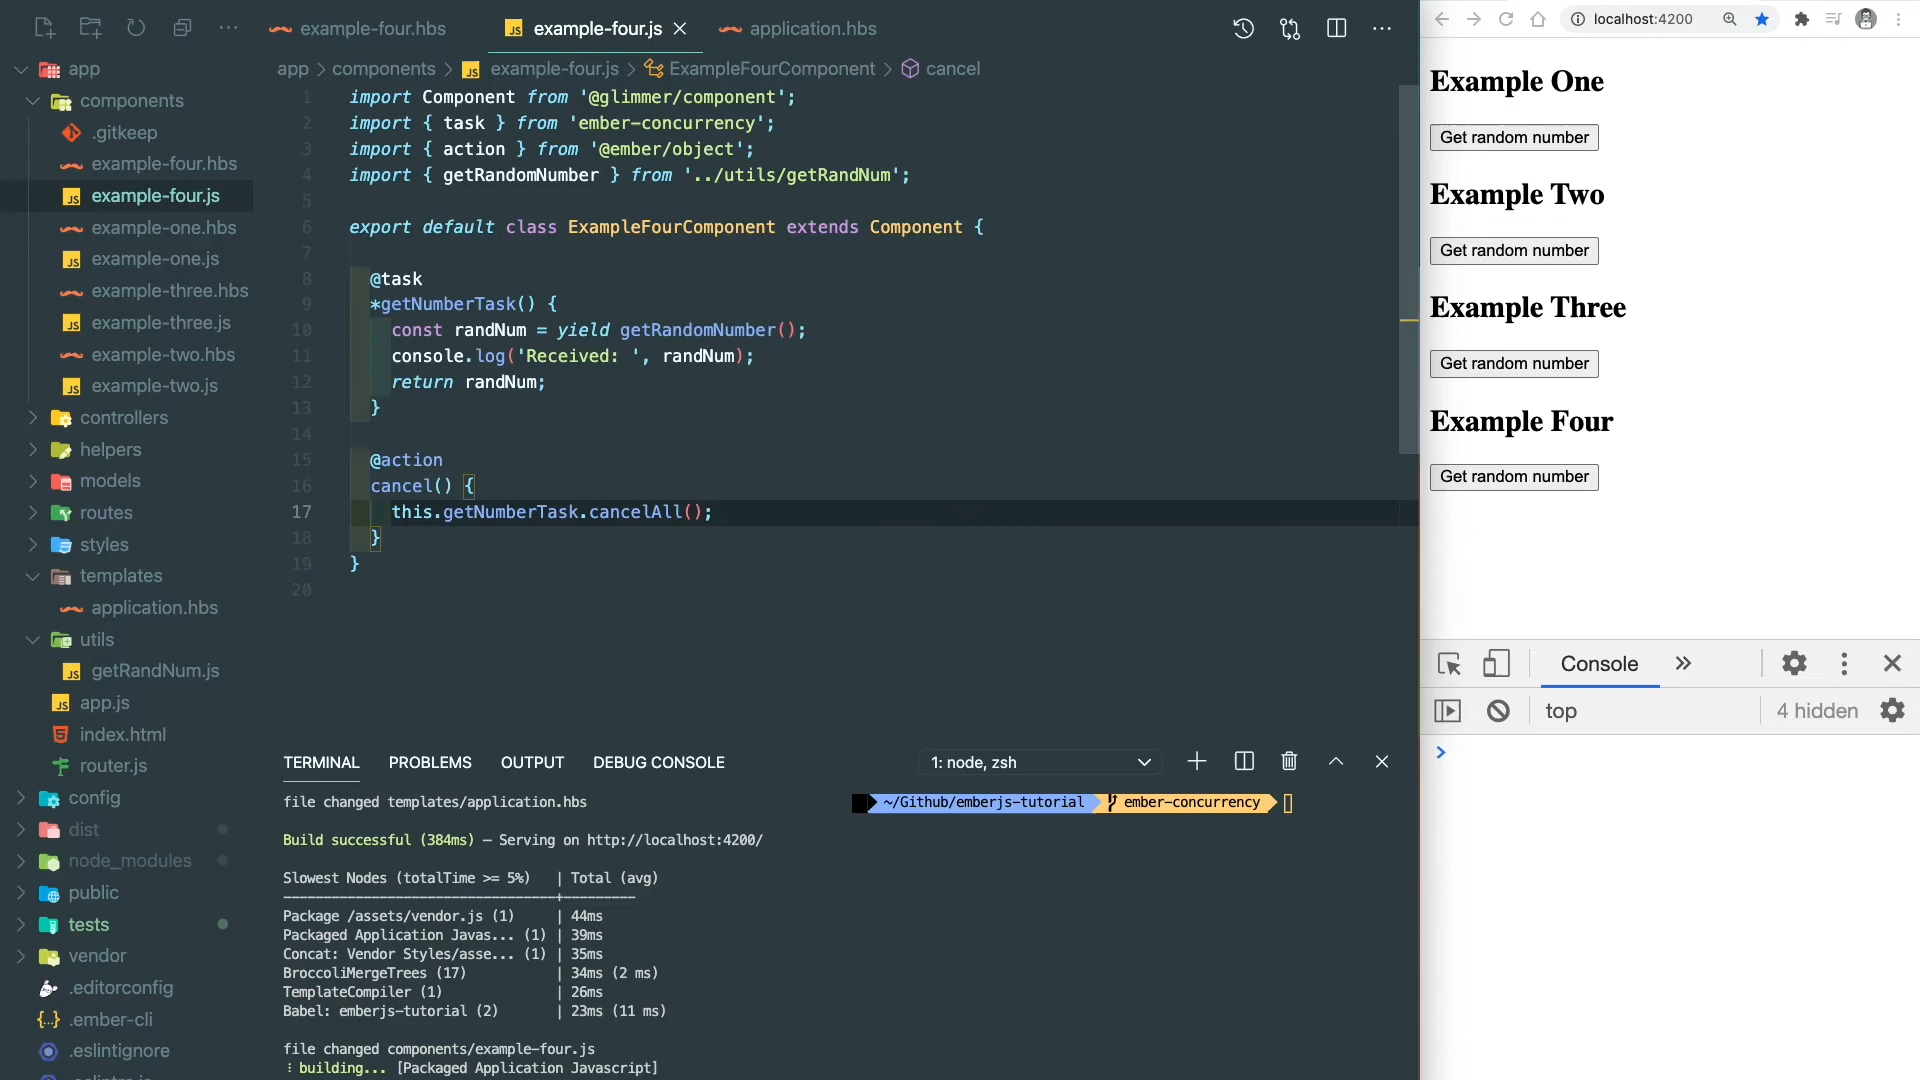 example-four.hbs
example-four.js
application.hbs
app > components > example-four.js > ExampleFourComponent > cancel
app
components
.gitkeep
example-four.hbs
example-four.js
example-one.hbs
example-one.js
example-three.hbs
example-three.js
example-two.hbs
example-two.js
controllers
helpers
models
routes
styles
templates
application.hbs
utils
getRandNum.js
app.js
index.html
router.js
config
dist
node_modules
public
tests
vendor
.editorconfig
.ember-cli
.eslintignore
1 import Component from '@glimmer/component';
2 import { task } from 'ember-concurrency';
3 import { action } from '@ember/object';
4 import { getRandomNumber } from '../utils/getRandNum';
5
6 export default class ExampleFourComponent extends Component {
7
8 @task
9 *getNumberTask() {
10 const randNum = yield getRandomNumber();
11 console.log('Received: ', randNum);
12 return randNum;
13 }
14
15 @action
16 cancel() {
17 this.getNumberTask.cancelAll();
18 }
19 }
20
TERMINAL PROBLEMS OUTPUT DEBUG CONSOLE 1: node, zsh
file changed templates/application.hbs
Build successful (384ms) – Serving on http://localhost:4200/
Slowest Nodes (totalTime >= 5%) | Total (avg)
Package /assets/vendor.js (1) | 44ms
Packaged Application Javas... (1) | 39ms
Concat: Vendor Styles/asse... (1) | 35ms
BroccoliMergeTrees (17) | 34ms (2 ms)
TemplateCompiler (1) | 26ms
Babel: emberjs-tutorial (2) | 23ms (11 ms)
file changed components/example-four.js
building... [Packaged Application Javascript]
~/Github/emberjs-tutorial ember-concurrency
localhost:4200
Example One
Get random number
Example Two
Get random number
Example Three
Get random number
Example Four
Get random number
Console
top 4 hidden